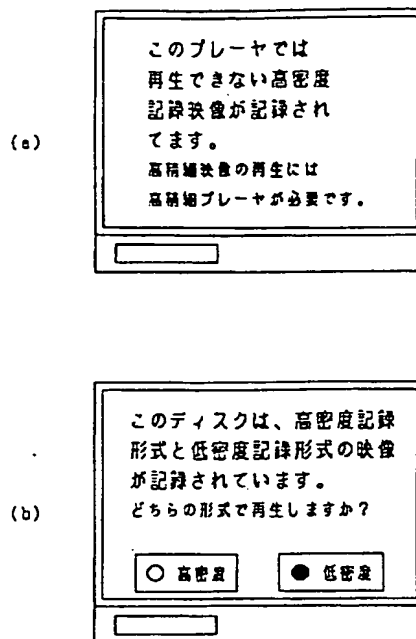 (a)
このプレーヤでは
再生できない高密度
記録映像が記録され
てます。
高精細映像の再生には
高精細プレーヤが必要です。
(b)
このディスクは、高密度記録
形式と低密度記録形式の映像
が記録されています。
どちらの形式で再生しますか?
○ 高密度 ● 低密度